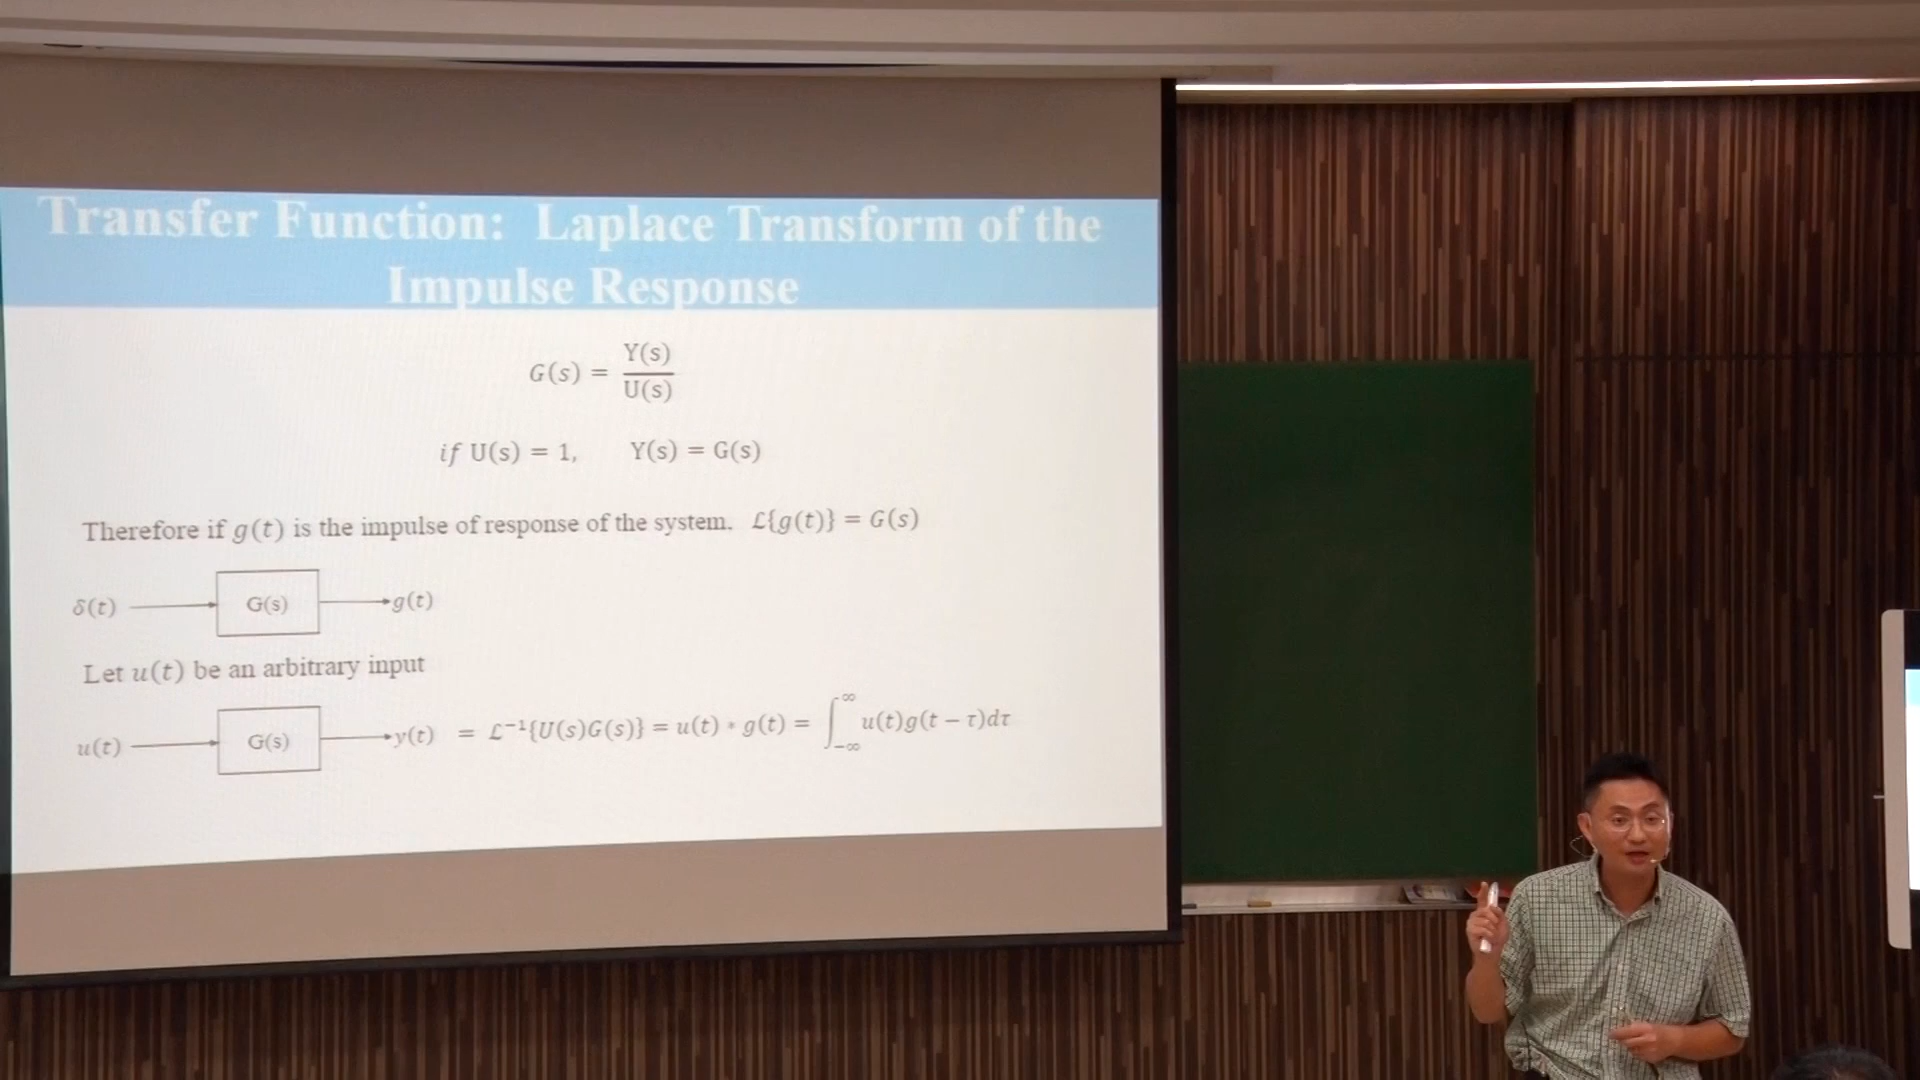 Transfer Function: Laplace Transform of the
Impulse Response
G(s) = Y(s)/U(s)
if U(s) = 1, Y(s) = G(s)
Therefore if g(t) is the impulse of response of the system. ℒ{g(t)} = G(s)
δ(t) G(s) g(t)
Let u(t) be an arbitrary input
u(t) G(s) y(t) = ℒ⁻¹{U(s)G(s)} = u(t) * g(t) = ∫_{-∞}^{∞} u(t)g(t − τ)dτ